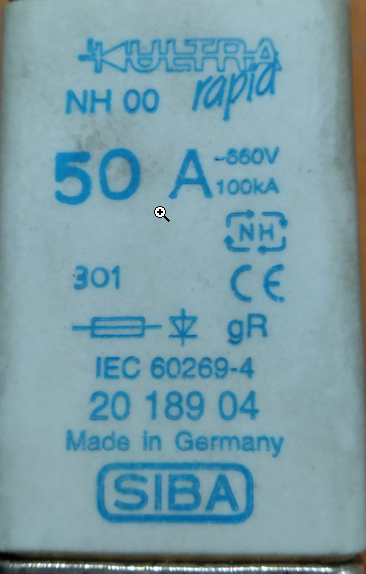 ULTRA
rapid
NH 00
50 A ~660V
100kA
NH
301
CE
gR
IEC 60269-4
20 189 04
Made in Germany
SIBA